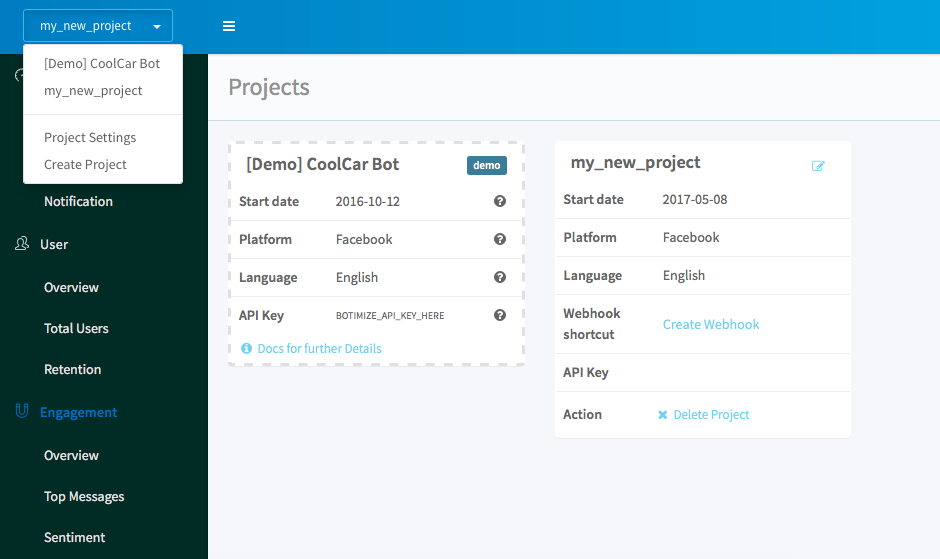 my_new_project
[Demo] CoolCar Bot
my_new_project
Project Settings
Create Project
Notification
User
Overview
Total Users
Retention
Engagement
Overview
Top Messages
Sentiment
Projects
[Demo] CoolCar Bot demo
Start date 2016-10-12
Platform Facebook
Language English
API Key BOTIMIZE_API_KEY_HERE
Docs for further Details
my_new_project
Start date 2017-05-08
Platform Facebook
Language English
Webhook
shortcut Create Webhook
API Key
Action Delete Project